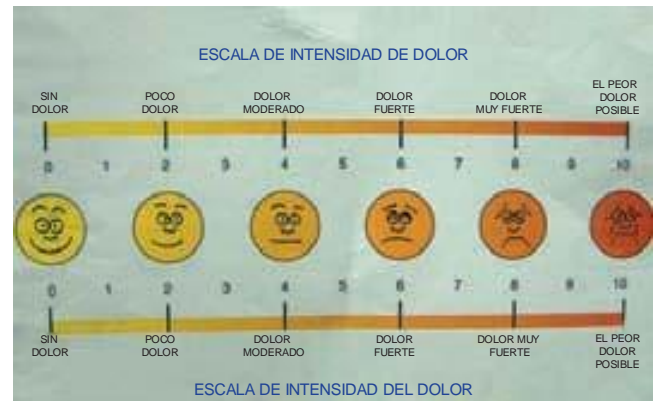 ESCALA DE INTENSIDAD DE DOLOR
SIN DOLOR
POCO DOLOR
DOLOR MODERADO
DOLOR FUERTE
DOLOR MUY FUERTE
EL PEOR DOLOR POSIBLE
0 1 2 3 4 5 6 7 8 9 10
0 1 2 3 4 5 6 7 8 9 10
SIN DOLOR
POCO DOLOR
DOLOR MODERADO
DOLOR FUERTE
DOLOR MUY FUERTE
EL PEOR DOLOR POSIBLE
ESCALA DE INTENSIDAD DEL DOLOR